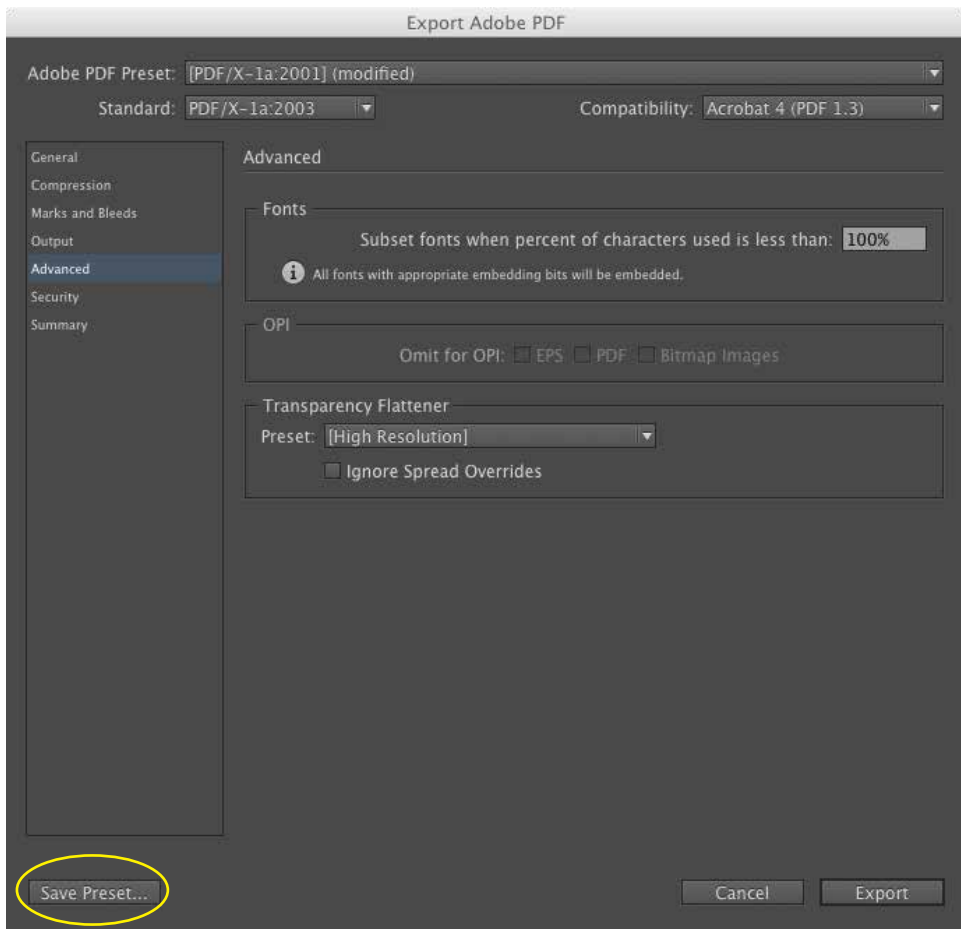 Export Adobe PDF
Adobe PDF Preset: [PDF/X-1a:2001] (modified)
Standard: PDF/X-1a:2003 Compatibility: Acrobat 4 (PDF 1.3)
General
Compression
Marks and Bleeds
Output
Advanced
Security
Summary
Advanced
Fonts
Subset fonts when percent of characters used is less than: 100%
All fonts with appropriate embedding bits will be embedded.
OPI
Omit for OPI: EPS PDF Bitmap Images
Transparency Flattener
Preset: [High Resolution]
Ignore Spread Overrides
Save Preset... Cancel Export